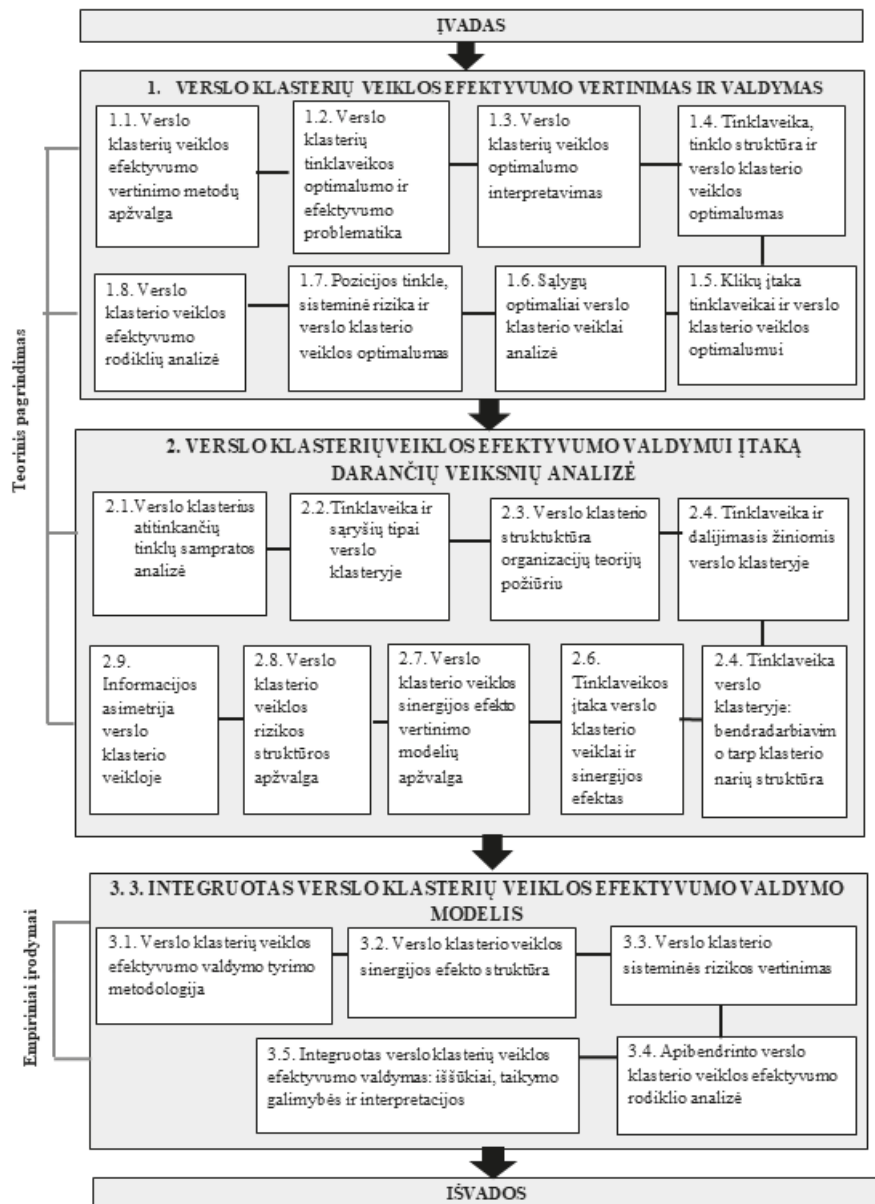 ĮVADAS
1. VERSLO KLASTERIŲ VEIKLOS EFEKTYVUMO VERTINIMAS IR VALDYMAS
1.1. Verslo
klasterių veiklos
efektyvumo
vertinimo metodų
apžvalga
1.2. Verslo
klasterių
tinklaveikos
optimalumo ir
efektyvumo
problematika
1.3. Verslo
klasterių veiklos
optimalumo
interpretavimas
1.4. Tinklaveika,
tinklo struktūra ir
verslo klasterio
veiklos
optimalumas
1.8. Verslo
klasterio veiklos
efektyvumo
rodiklių analizė
1.7. Pozicijos tinkle,
sisteminė rizika ir
verslo klasterio
veiklos optimalumas
1.6. Sąlygų
optimaliai verslo
klasterio veiklai
analizė
1.5. Klikų įtaka
tinklaveikai ir verslo
klasterio veiklos
optimalumui
Teorinis pagrindimas
2. VERSLO KLASTERIŲ VEIKLOS EFEKTYVUMO VALDYMUI ĮTAKĄ
DARANČIŲ VEIKSNIŲ ANALIZĖ
2.1. Verslo klasterius
atitinkančių
tinklų sampratos
analizė
2.2. Tinklaveika ir
sąryšių tipai
verslo
klasteryje
2.3. Verslo klasterio
struktuktūra
organizacijų teorijų
požiūriu
2.4. Tinklaveika ir
dalijimasis žiniomis
verslo klasteryje
2.9.
Informacijos
asimetrija
verslo
klasterio
veikloje
2.8. Verslo
klasterio
veiklos
rizikos
struktūros
apžvalga
2.7. Verslo
klasterio veiklos
sinergijos efekto
vertinimo
modelių
apžvalga
2.6.
Tinklaveikos
įtaka verslo
klasterio
veiklai ir
sinergijos
efektas
2.4. Tinklaveika
verslo
klasteryje:
bendradarbiavim
o tarp klasterio
narių struktūra
Empiriniai įrodymai
3. 3. INTEGRUOTAS VERSLO KLASTERIŲ VEIKLOS EFEKTYVUMO VALDYMO
MODELIS
3.1. Verslo klasterių veiklos
efektyvumo valdymo tyrimo
metodologija
3.2. Verslo klasterio veiklos
sinergijos efekto struktūra
3.3. Verslo klasterio
sisteminės rizikos vertinimas
3.5. Integruotas verslo klasterių veiklos
efektyvumo valdymas: iššūkiai, taikymo
galimybės ir interpretacijos
3.4. Apibendrinto verslo
klasterio veiklos efektyvumo
rodiklio analizė
IŠVADOS